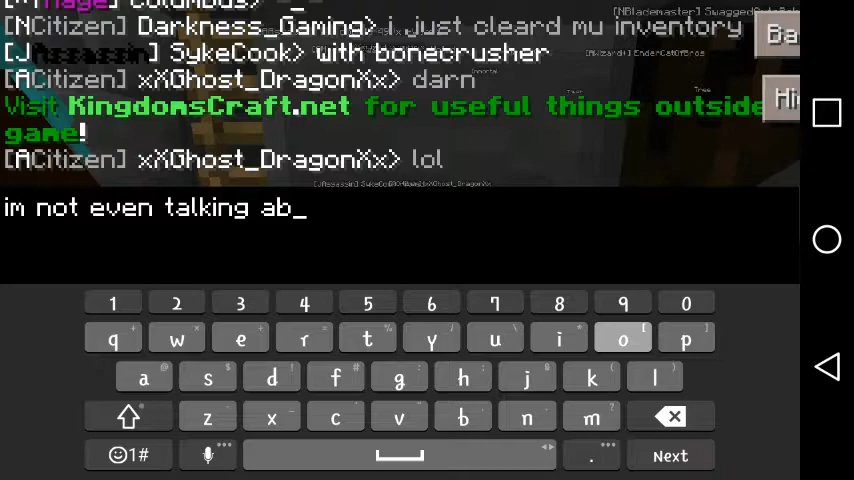 [NCitizen] Darkness_Gaming> i just cleard mu inventory
[J] SykeCook> with bonecrusher
[ACitizen] xXGhost_DragonXx> darn
Visit KingdomsCraft.net for useful things outside
game!
[ACitizen] xXGhost_DragonXx> lol
im not even talking ab_
1 2 3 4 5 6 7 8 9 0
q w e r t y u i o p
a s d f g h j k l
z x c v b n m
1# . Next